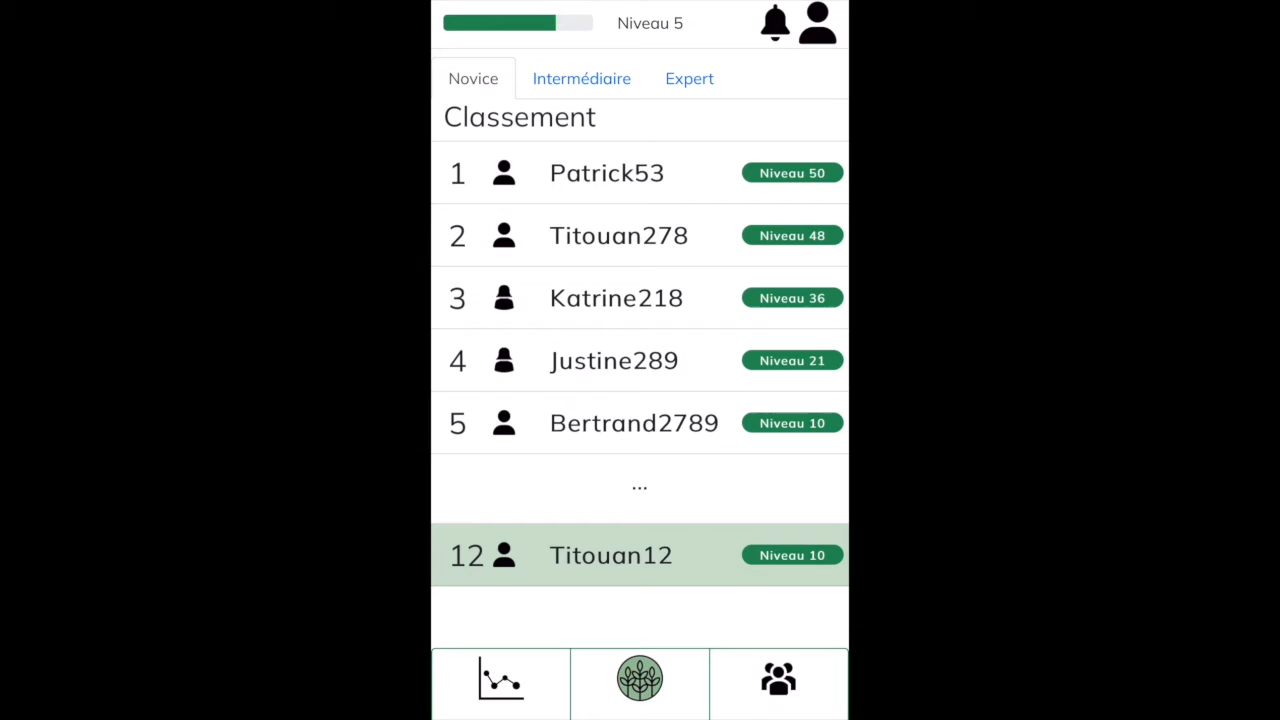 Niveau 5
Novice Intermédiaire Expert
Classement
1 Patrick53 Niveau 50
2 Titouan278 Niveau 48
3 Katrine218 Niveau 36
4 Justine289 Niveau 21
5 Bertrand2789 Niveau 10
...
12 Titouan12 Niveau 10